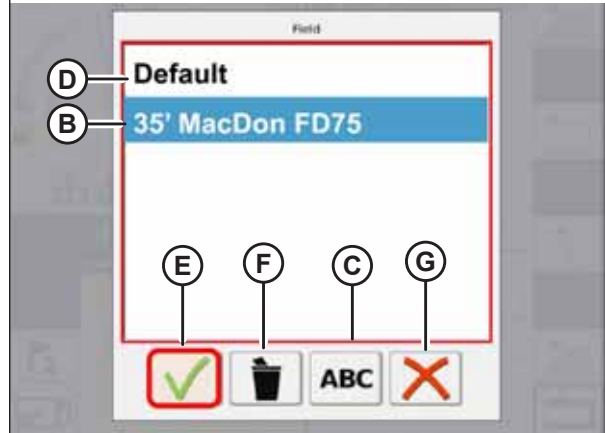 Field
D Default
B 35' MacDon FD75
E F C G
ABC